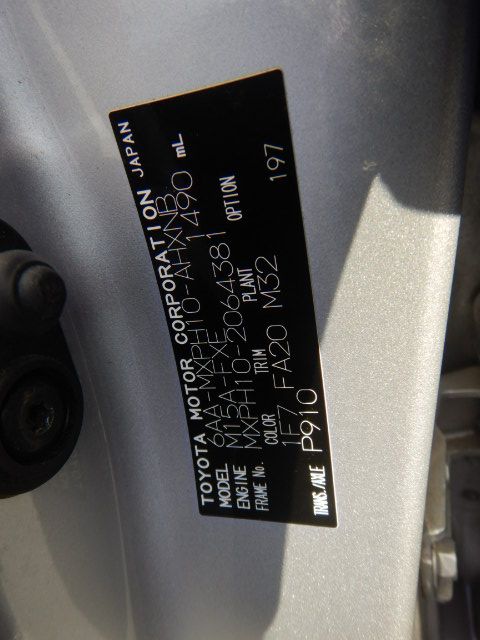 TOYOTA MOTOR CORPORATION JAPAN
MODEL 6AA-MXPH10-AHXNB
ENGINE M15A-FXE 1490 mL
FRAME No. MXPH10-2064381
COLOR TRIM PLANT OPTION
1F7 FA20 M32 197
TRANS./AXLE P910